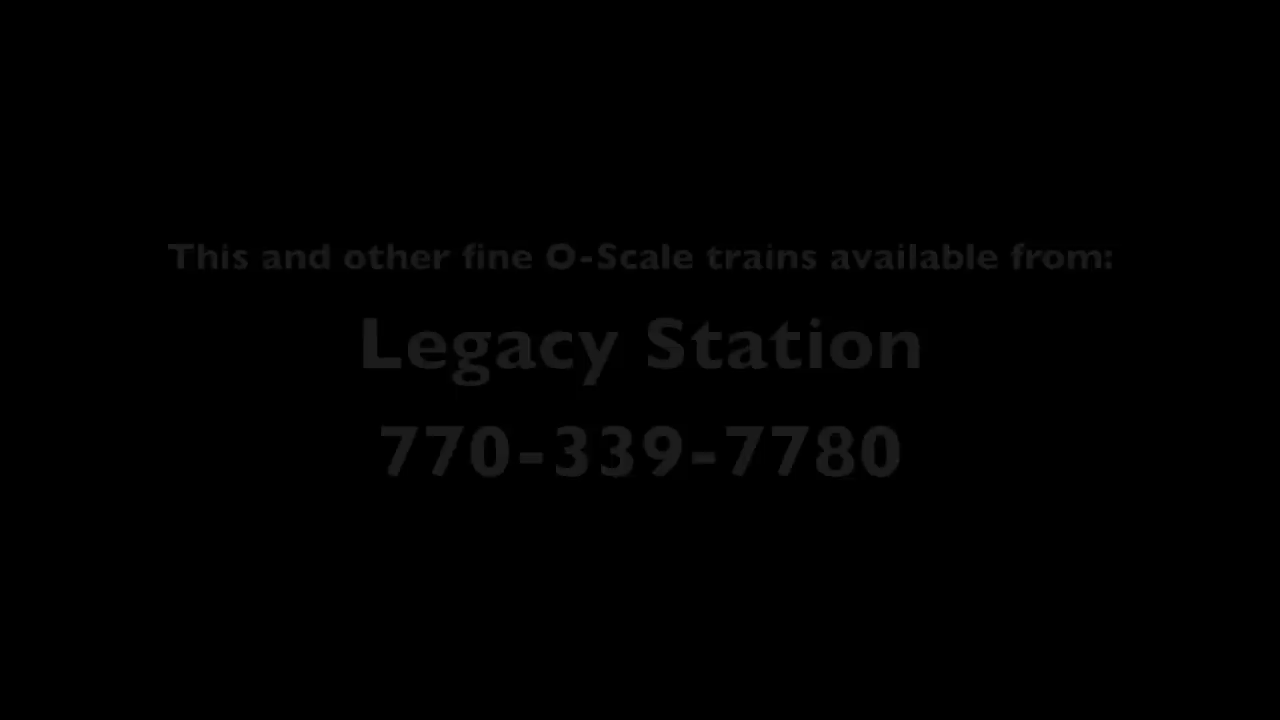 This and other fine O-Scale trains available from:
Legacy Station
770-339-7780